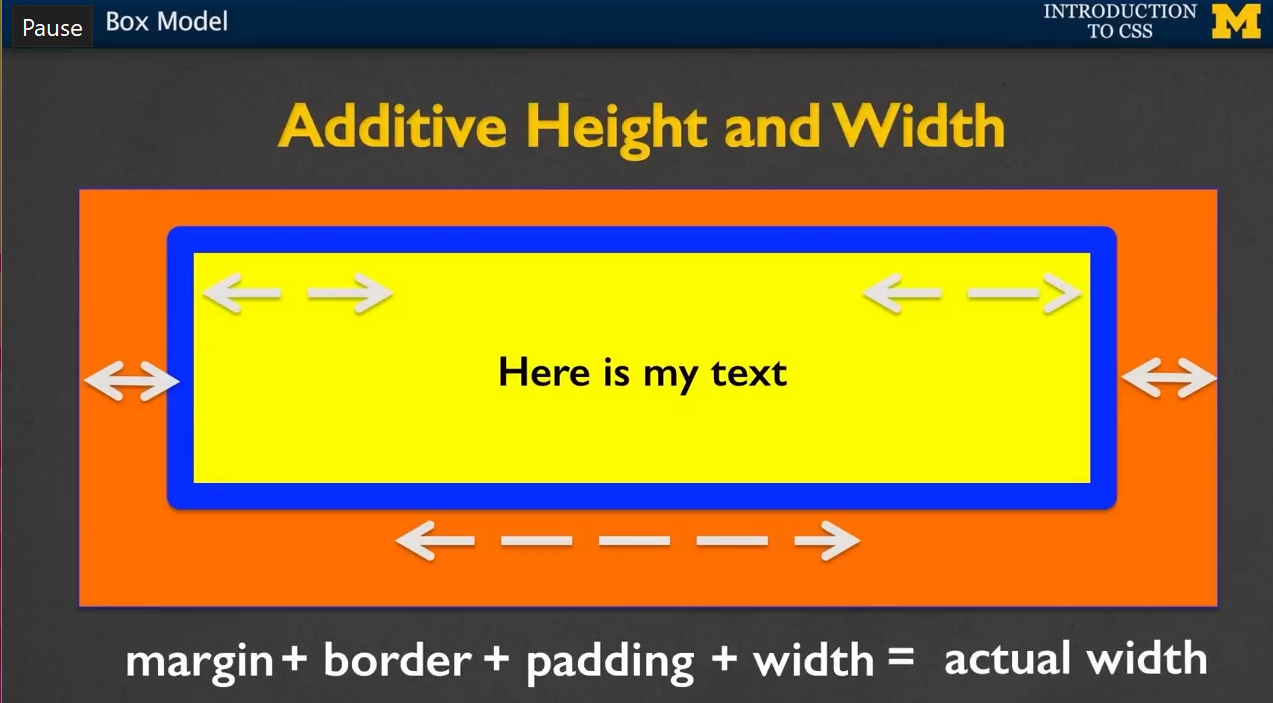 Pause
Box Model
INTRODUCTION
TO CSS
M
Additive Height and Width
Here is my text
margin + border + padding + width = actual width